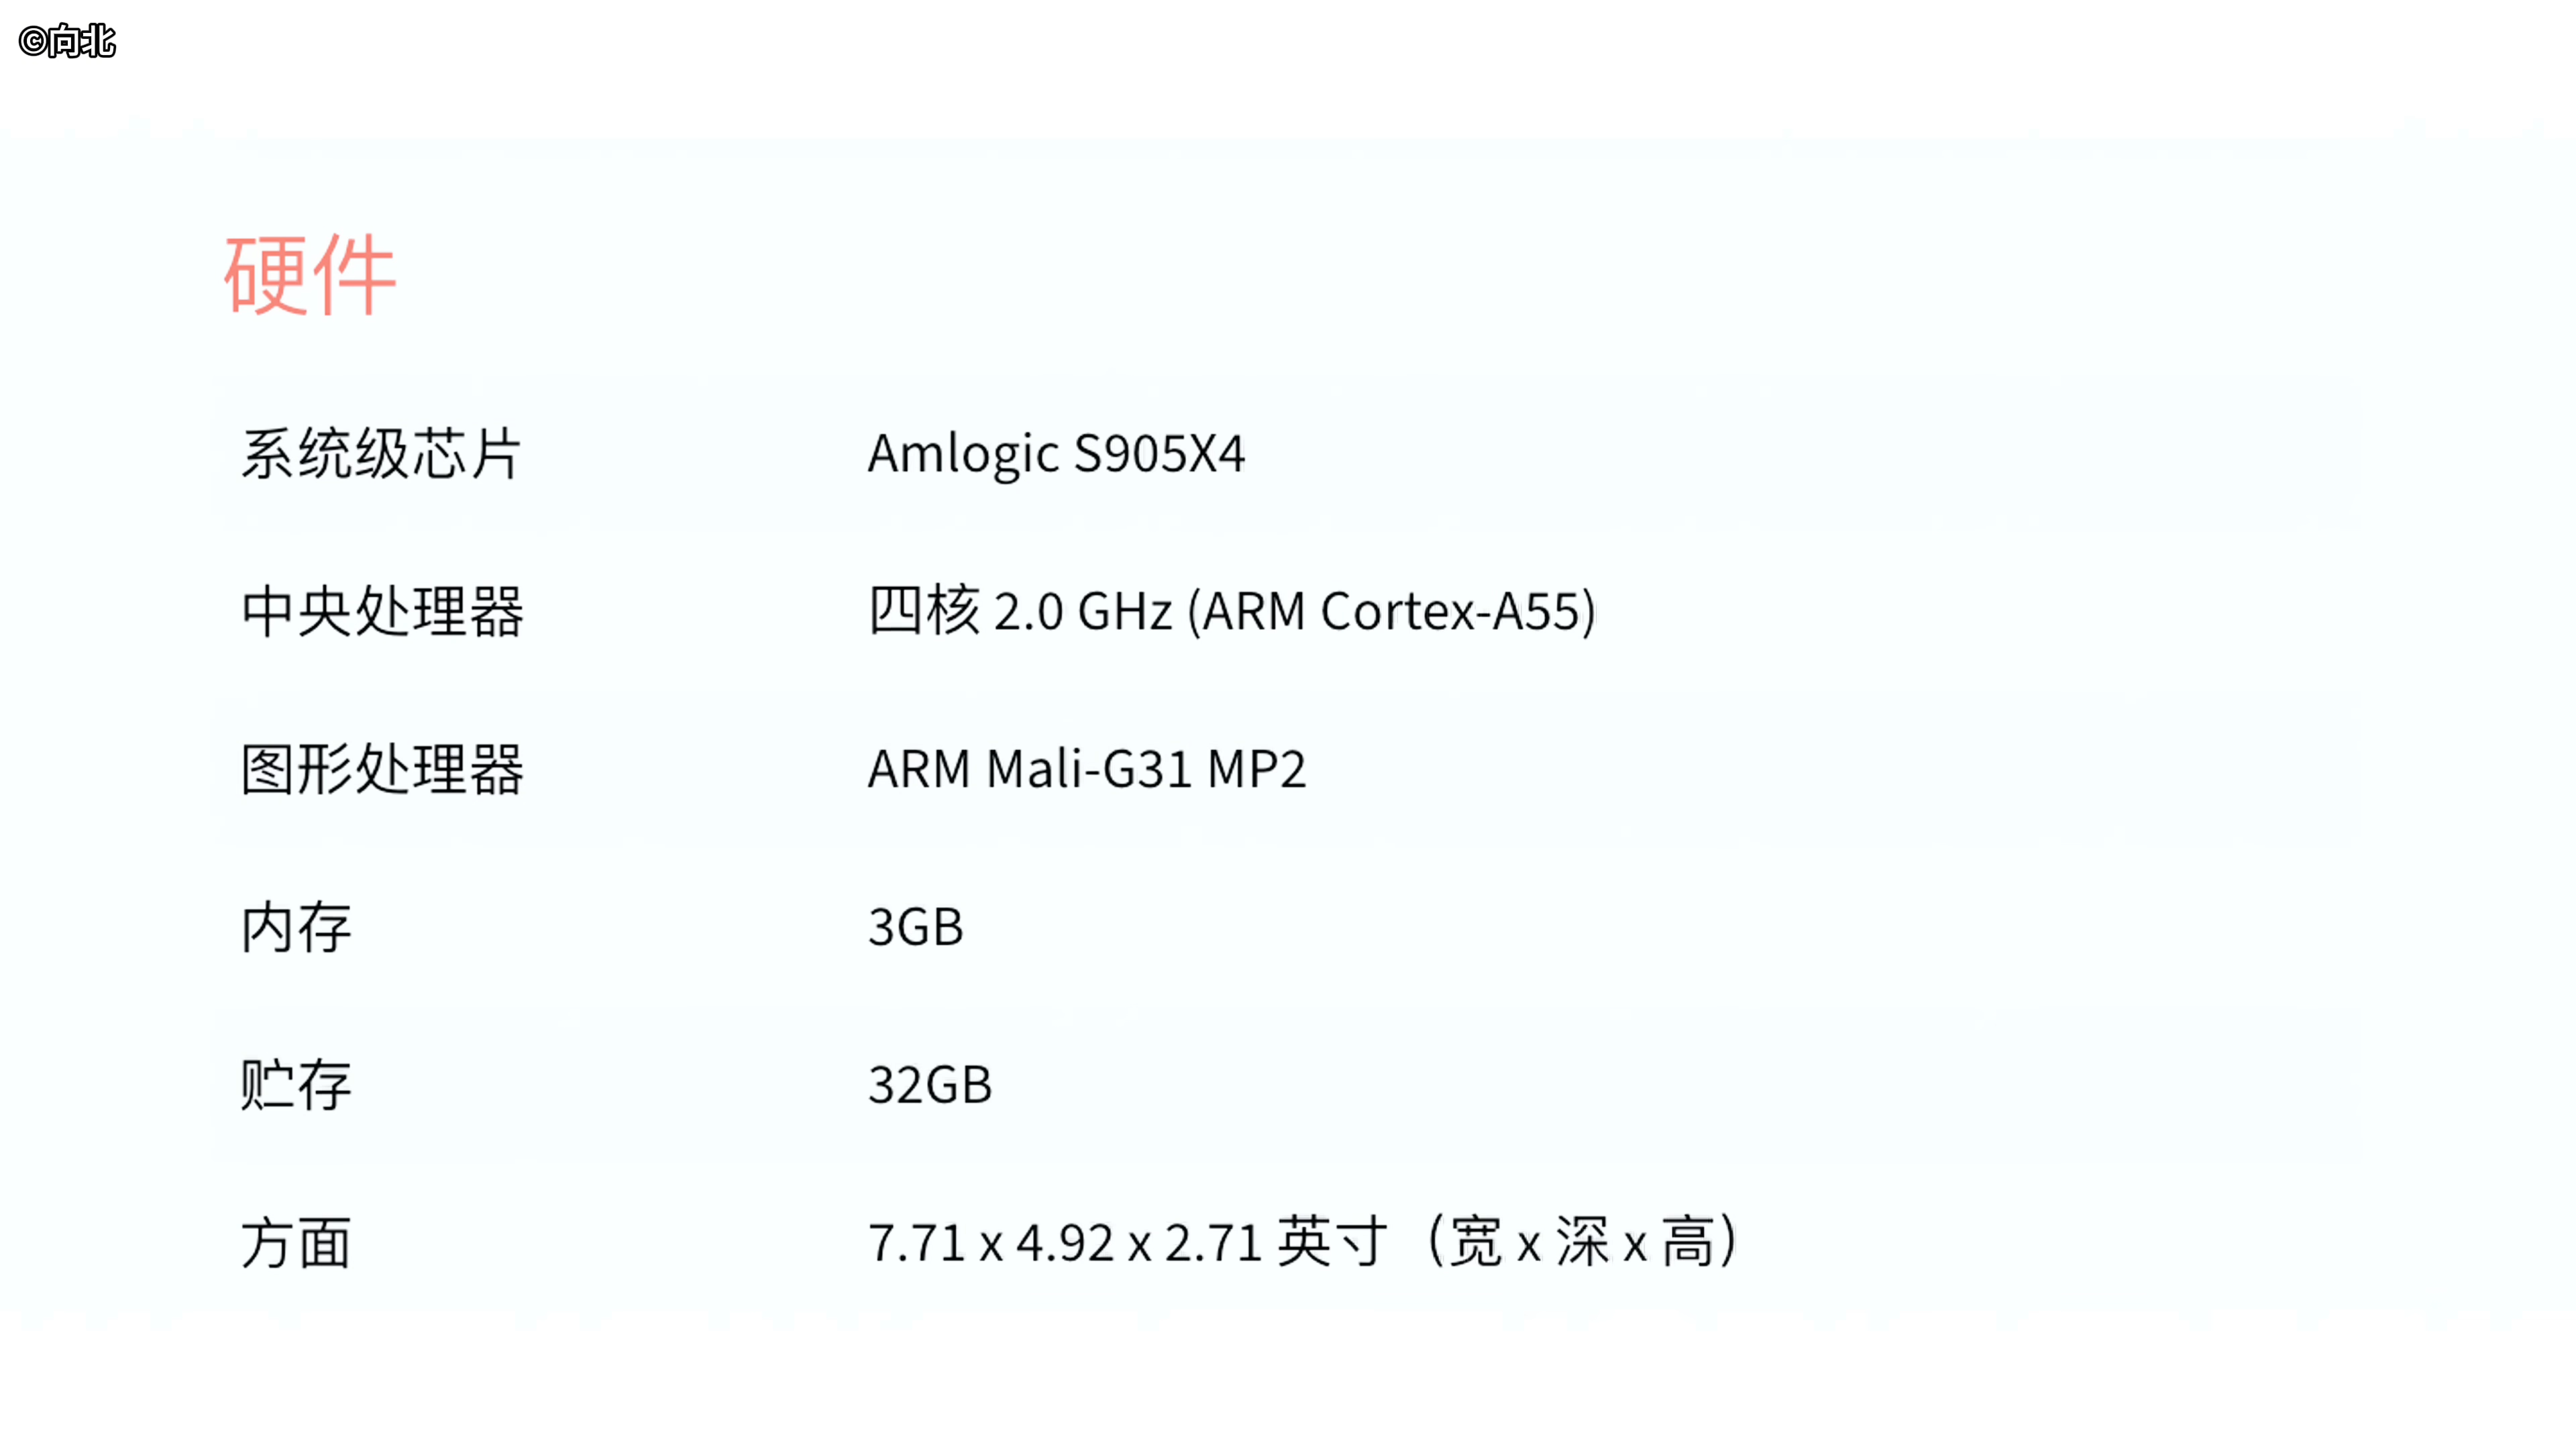 ©向北
硬件
系统级芯片 Amlogic S905X4
中央处理器 四核 2.0 GHz (ARM Cortex-A55)
图形处理器 ARM Mali-G31 MP2
内存 3GB
贮存 32GB
方面 7.71 x 4.92 x 2.71 英寸（宽 x 深 x 高）